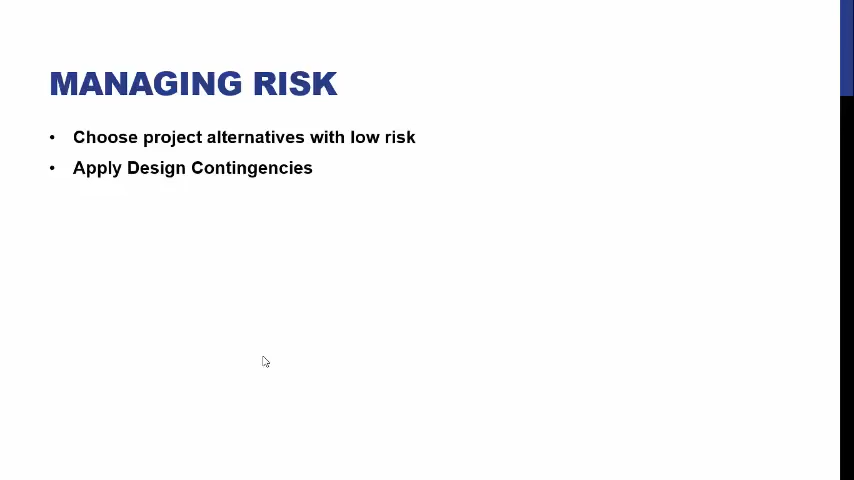 MANAGING RISK
• Choose project alternatives with low risk
• Apply Design Contingencies